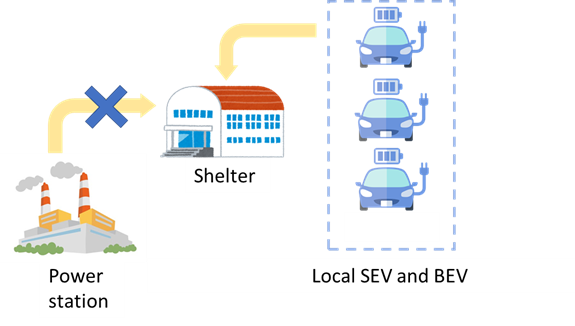 Shelter
Power
station
Local SEV and BEV